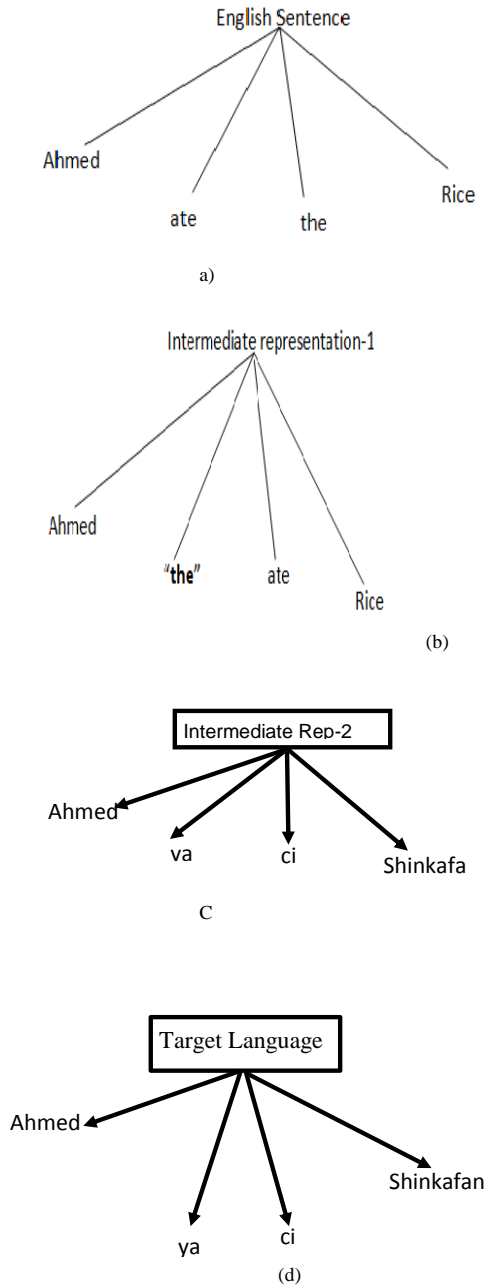 English Sentence
Ahmed
Rice
ate the
a)
Intermediate representation-1
Ahmed
"the" ate
Rice
(b)
Intermediate Rep-2
Ahmed
va ci
Shinkafa
C
Target Language
Ahmed
Shinkafan
ya ci
(d)